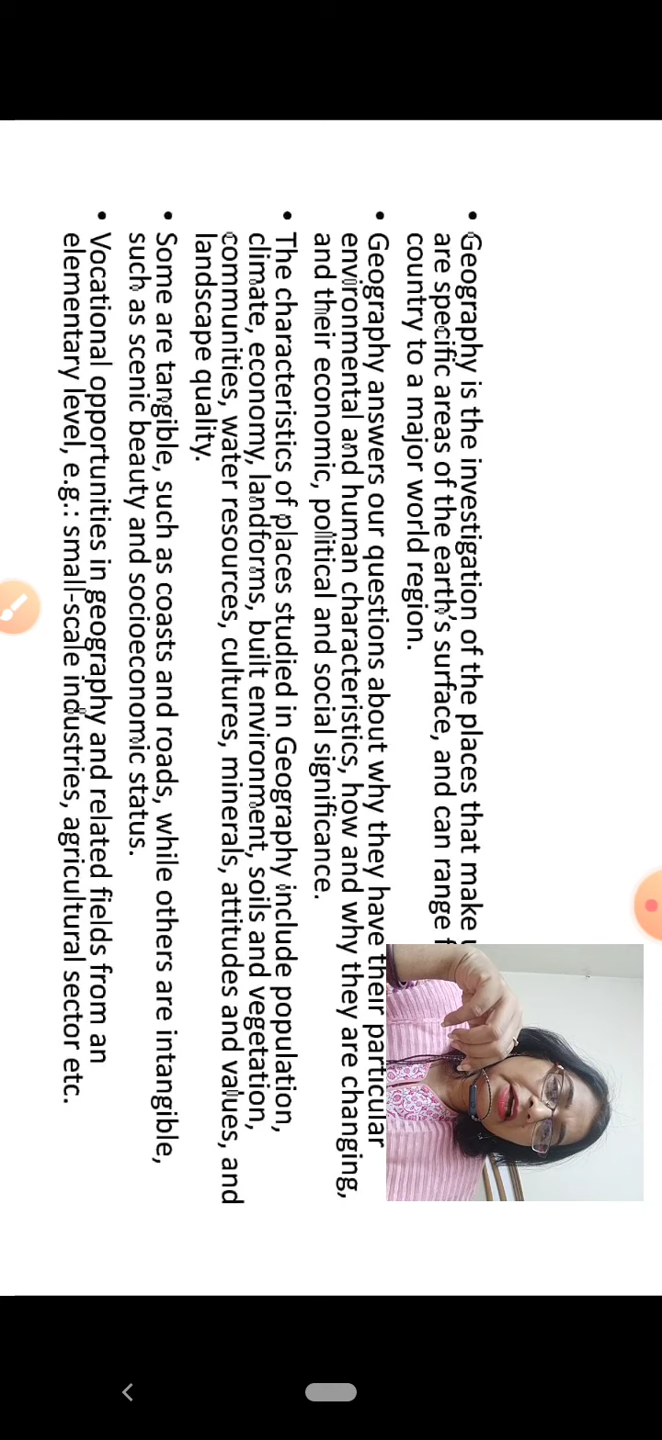 • Geography is the investigation of the places that make
are specific areas of the earth's surface, and can range
country to a major world region.
• Geography answers our questions about why they have their particular
environmental and human characteristics, how and why they are changing,
and their economic, political and social significance.
• The characteristics of places studied in Geography include population,
climate, economy, landforms, built environment, soils and vegetation,
communities, water resources, cultures, minerals, attitudes and values, and
landscape quality.
• Some are tangible, such as coasts and roads, while others are intangible,
such as scenic beauty and socioeconomic status.
• Vocational opportunities in geography and related fields from an
elementary level, e.g.: small-scale industries, agricultural sector etc.